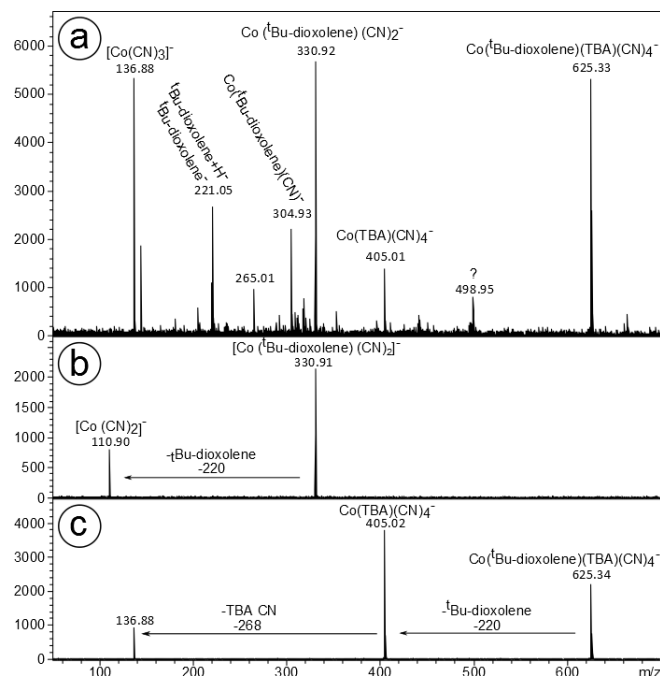 a
[Co(CN)₃]⁻
136.88
ᵗBu-dioxolene+H⁻
ᵗBu-dioxolene⁻
221.05
265.01
Co(ᵗBu-dioxolene)(CN)⁻
304.93
Co (ᵗBu-dioxolene) (CN)₂⁻
330.92
Co(TBA)(CN)₄⁻
405.01
?
498.95
Co(ᵗBu-dioxolene)(TBA)(CN)₄⁻
625.33
6000
5000
4000
3000
2000
1000
0
b
[Co (ᵗBu-dioxolene) (CN)₂]⁻
330.91
[Co (CN)₂]⁻
110.90
-tBu-dioxolene
-220
2000
1500
1000
500
0
c
Co(TBA)(CN)₄⁻
405.02
Co(ᵗBu-dioxolene)(TBA)(CN)₄⁻
625.34
136.88
-TBA CN
-268
-ᵗBu-dioxolene
-220
4000
3000
2000
1000
0
100 200 300 400 500 600 m/z